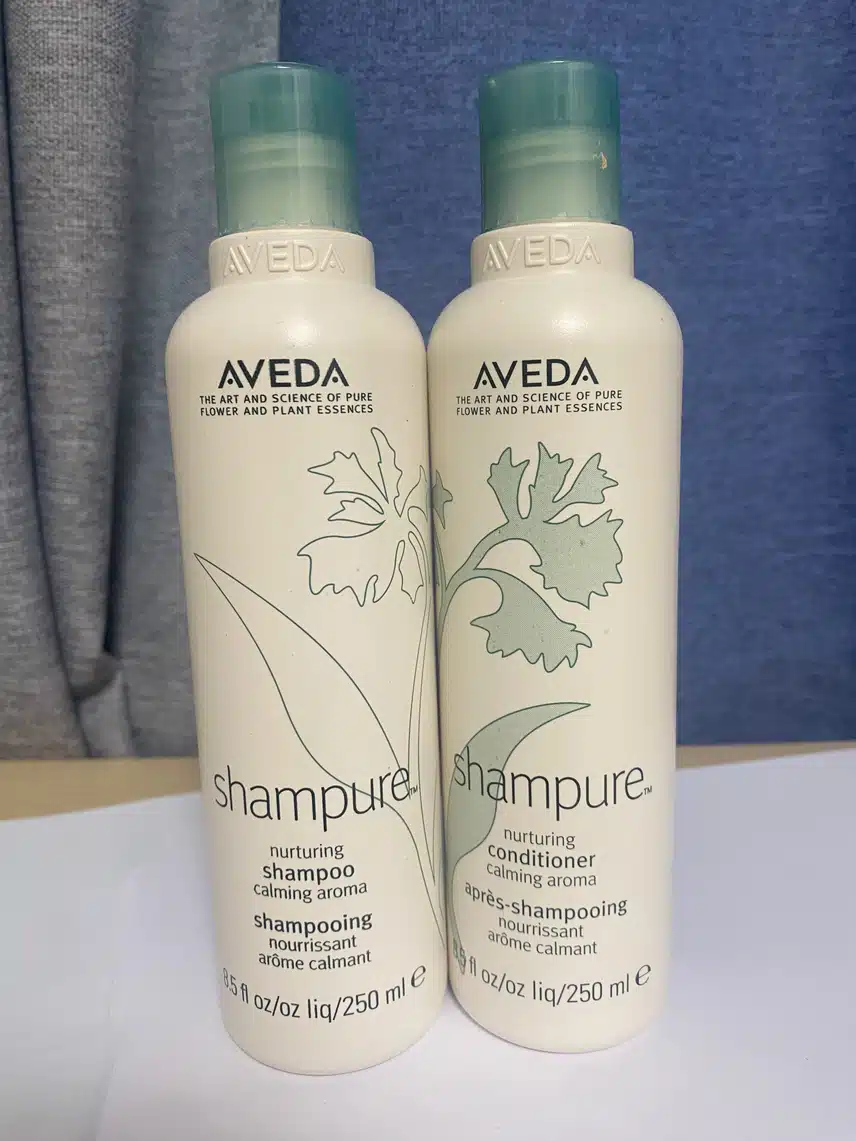 AVEDA
AVEDA
THE ART AND SCIENCE OF PURE
FLOWER AND PLANT ESSENCES
shampure™
nurturing
shampoo
calming aroma
shampooing
nourrissant
arôme calmant
8.5 fl oz/oz liq/250 ml e
AVEDA
AVEDA
THE ART AND SCIENCE OF PURE
FLOWER AND PLANT ESSENCES
shampure™
nurturing
conditioner
calming aroma
après-shampooing
nourrissant
arôme calmant
fl oz/oz liq/250 ml e